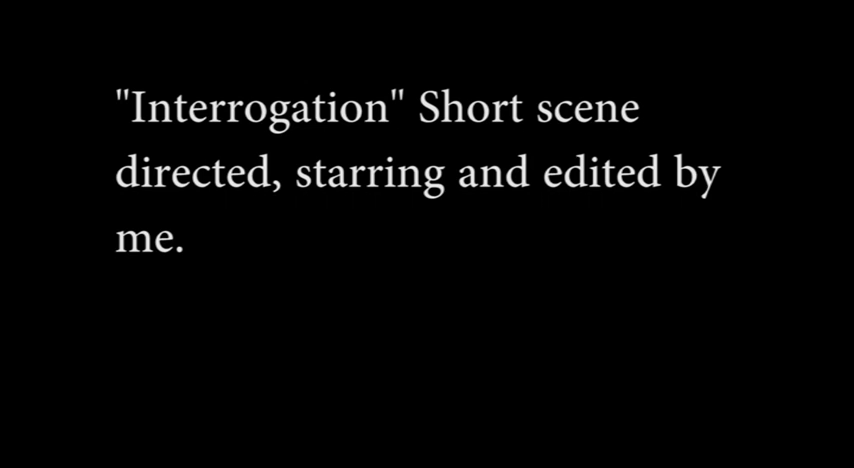 "Interrogation" Short scene
directed, starring and edited by
me.